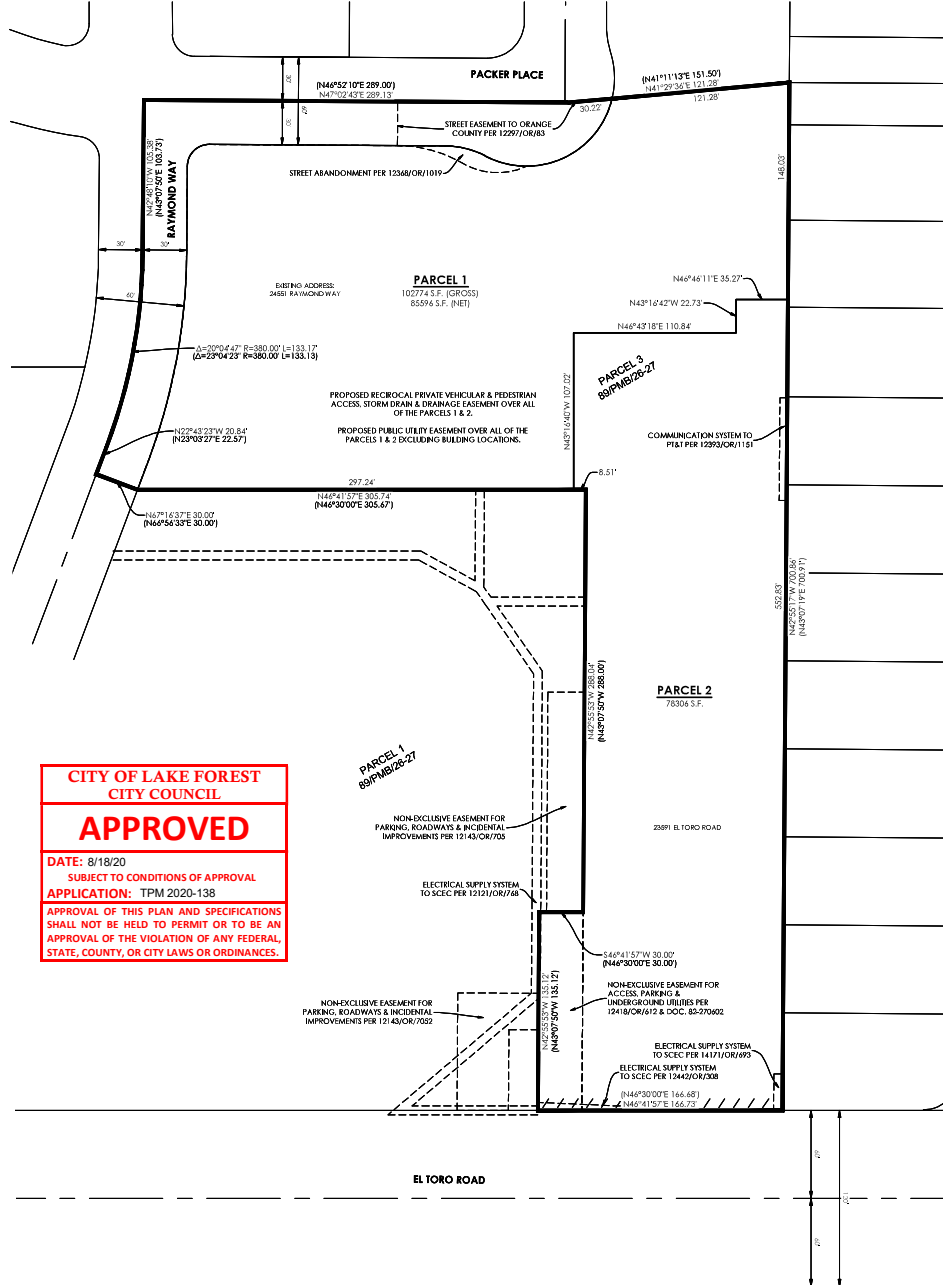 PACKER PLACE
(N46°52'10"E 289.00')
N47°02'43"E 289.13'
(N41°11'13"E 151.50')
N41°29'36"E 121.28'
121.28'
30.22'
30'
60'
30'
STREET EASEMENT TO ORANGE
COUNTY PER 12297/OR/83
STREET ABANDONMENT PER 12368/OR/1019
N42°48'10"W 105.38'
(N43°07'50"E 103.73')
RAYMOND WAY
148.03'
30'
30'
60'
EXISTING ADDRESS:
24551 RAYMOND WAY
PARCEL 1
102774 S.F. (GROSS)
85596 S.F. (NET)
N46°46'11"E 35.27'
N43°16'42"W 22.73'
N46°43'18"E 110.84'
Δ=20°04'47" R=380.00' L=133.17'
(Δ=23°04'23" R=380.00' L=133.13)
PARCEL 3
89/PMB/26-27
N43°16'40"W 107.02'
PROPOSED RECIROCAL PRIVATE VEHICULAR & PEDESTRIAN
ACCESS, STORM DRAIN & DRAINAGE EASEMENT OVER ALL
OF THE PARCELS 1 & 2.
PROPOSED PUBLIC UTILITY EASEMENT OVER ALL OF THE
PARCELS 1 & 2 EXCLUDING BUILDING LOCATIONS.
N22°43'23"W 20.84'
(N23°03'27"E 22.57')
COMMUNICATION SYSTEM TO
PT&T PER 12393/OR/1151
8.51'
297.24'
N46°41'57"E 305.74'
(N46°30'00"E 305.67')
N67°16'37"E 30.00'
(N66°56'33"E 30.00')
552.83'
N42°55'17"W 700.86'
(N43°07'19"E 700.91')
N42°55'53"W 288.04'
(N43°07'50"W 288.00')
PARCEL 2
78306 S.F.
PARCEL 1
89/PMB/26-27
CITY OF LAKE FOREST
CITY COUNCIL
APPROVED
DATE: 8/18/20
SUBJECT TO CONDITIONS OF APPROVAL
APPLICATION: TPM 2020-138
APPROVAL OF THIS PLAN AND SPECIFICATIONS
SHALL NOT BE HELD TO PERMIT OR TO BE AN
APPROVAL OF THE VIOLATION OF ANY FEDERAL,
STATE, COUNTY, OR CITY LAWS OR ORDINANCES.
NON-EXCLUSIVE EASEMENT FOR
PARKING, ROADWAYS & INCIDENTAL
IMPROVEMENTS PER 12143/OR/705
23591 EL TORO ROAD
ELECTRICAL SUPPLY SYSTEM
TO SCEC PER 12121/OR/768
S46°41'57"W 30.00'
(N46°30'00"E 30.00')
N42°55'53"W 135.12'
(N43°07'50"W 135.12')
NON-EXCLUSIVE EASEMENT FOR
ACCESS, PARKING &
UNDERGROUND UTILITIES PER
12418/OR/612 & DOC. 82-270602
NON-EXCLUSIVE EASEMENT FOR
PARKING, ROADWAYS & INCIDENTAL
IMPROVEMENTS PER 12143/OR/7052
ELECTRICAL SUPPLY SYSTEM
TO SCEC PER 14171/OR/693
ELECTRICAL SUPPLY SYSTEM
TO SCEC PER 12442/OR/308
(N46°30'00"E 166.68')
N46°41'57"E 166.73'
EL TORO ROAD
60'
120'
60'